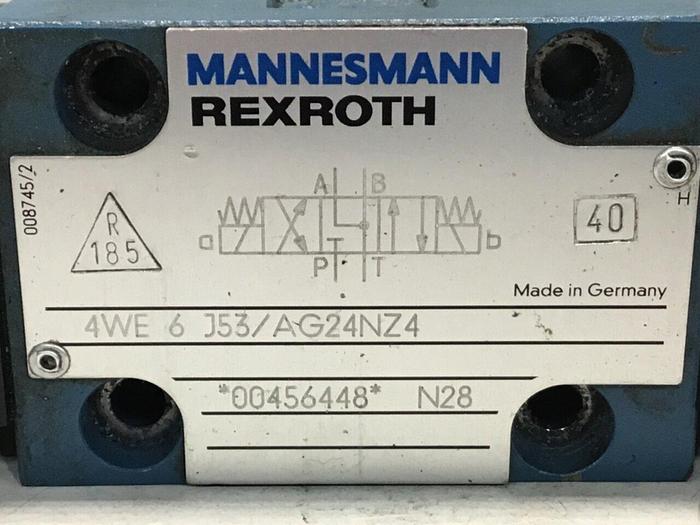 MANNESMANN
REXROTH
008745/2
H
R
185
A B
a b
P T
40
Made in Germany
4WE 6 J53/AG24NZ4
*00456448* N28